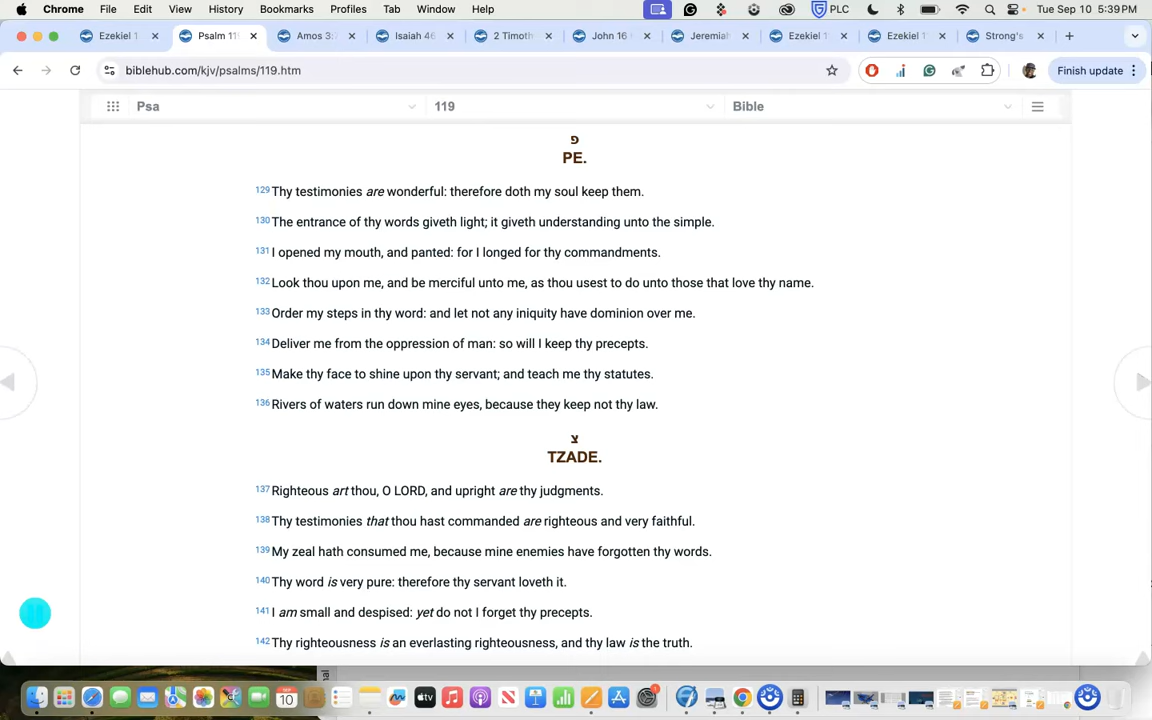 Chrome File Edit View History Bookmarks Profiles Tab Window Help PLC Tue Sep 10 5:39 PM
Ezekiel 1 Psalm 119 Amos 3: Isaiah 46 2 Timoth John 16 Jeremiah Ezekiel 1 Ezekiel 1 Strong's
biblehub.com/kjv/psalms/119.htm Finish update
Psa 119 Bible
פ
PE.
129 Thy testimonies are wonderful: therefore doth my soul keep them.
130 The entrance of thy words giveth light; it giveth understanding unto the simple.
131 I opened my mouth, and panted: for I longed for thy commandments.
132 Look thou upon me, and be merciful unto me, as thou usest to do unto those that love thy name.
133 Order my steps in thy word: and let not any iniquity have dominion over me.
134 Deliver me from the oppression of man: so will I keep thy precepts.
135 Make thy face to shine upon thy servant; and teach me thy statutes.
136 Rivers of waters run down mine eyes, because they keep not thy law.
צ
TZADE.
137 Righteous art thou, O LORD, and upright are thy judgments.
138 Thy testimonies that thou hast commanded are righteous and very faithful.
139 My zeal hath consumed me, because mine enemies have forgotten thy words.
140 Thy word is very pure: therefore thy servant loveth it.
141 I am small and despised: yet do not I forget thy precepts.
142 Thy righteousness is an everlasting righteousness, and thy law is the truth.
SEP
10
tv